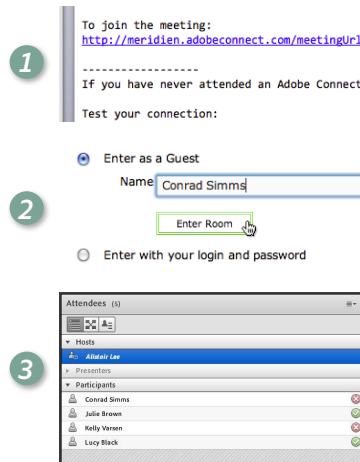 1
To join the meeting:
http://meridien.adobeconnect.com/meetingUrl
-----------------
If you have never attended an Adobe Connect
Test your connection:
2
Enter as a Guest
Name Conrad Simms
Enter Room
Enter with your login and password
3
Attendees (5)
Hosts
Alistair Lee
Presenters
Participants
Conrad Simms
Julie Brown
Kelly Varsen
Lucy Black